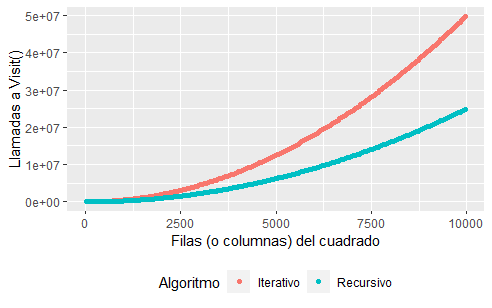 5e+07
4e+07
3e+07
2e+07
1e+07
0e+00
Llamadas a Visit()
0 2500 5000 7500 10000
Filas (o columnas) del cuadrado
Algoritmo Iterativo Recursivo